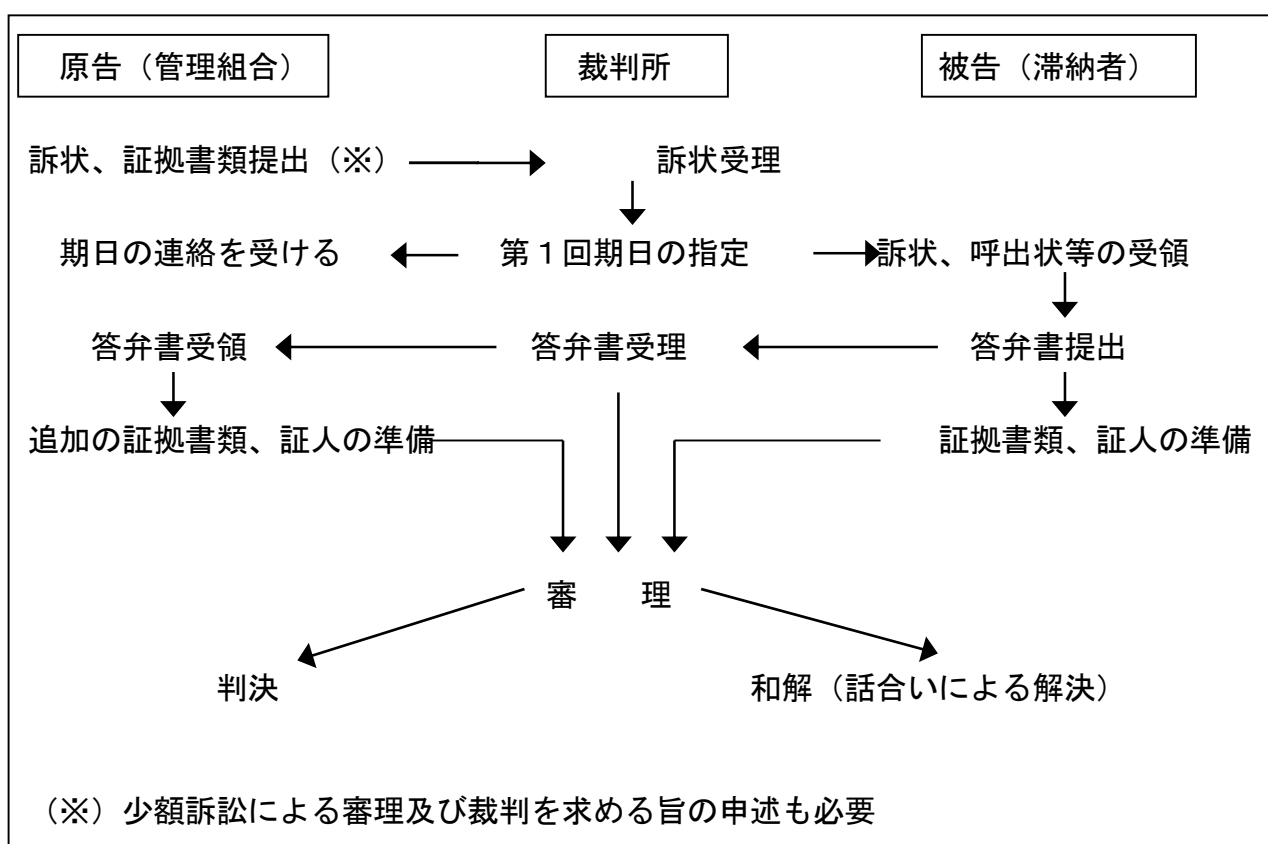 原告（管理組合）
裁判所
被告（滞納者）
訴状、証拠書類提出（※）
訴状受理
期日の連絡を受ける
第１回期日の指定
訴状、呼出状等の受領
答弁書受領
答弁書受理
答弁書提出
追加の証拠書類、証人の準備
証拠書類、証人の準備
審　　理
判決
和解（話合いによる解決）
（※）少額訴訟による審理及び裁判を求める旨の申述も必要